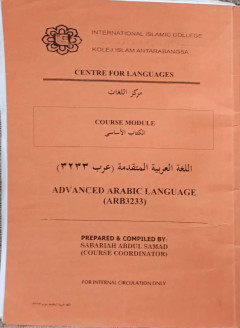 INTERNATIONAL ISLAMIC COLLEGE
KOLEJ ISLAM ANTARABANGSA
CENTRE FOR LANGUAGES
مركز اللغات
COURSE MODULE
الكتاب الأساسي
اللغة العربية المتقدمة (عرب ٣٢٣٣)
ADVANCED ARABIC LANGUAGE
(ARB3233)
PREPARED & COMPILED BY:
SABARIAH ABDUL SAMAD
(COURSE COORDINATOR)
FOR INTERNAL CIRCULATION ONLY